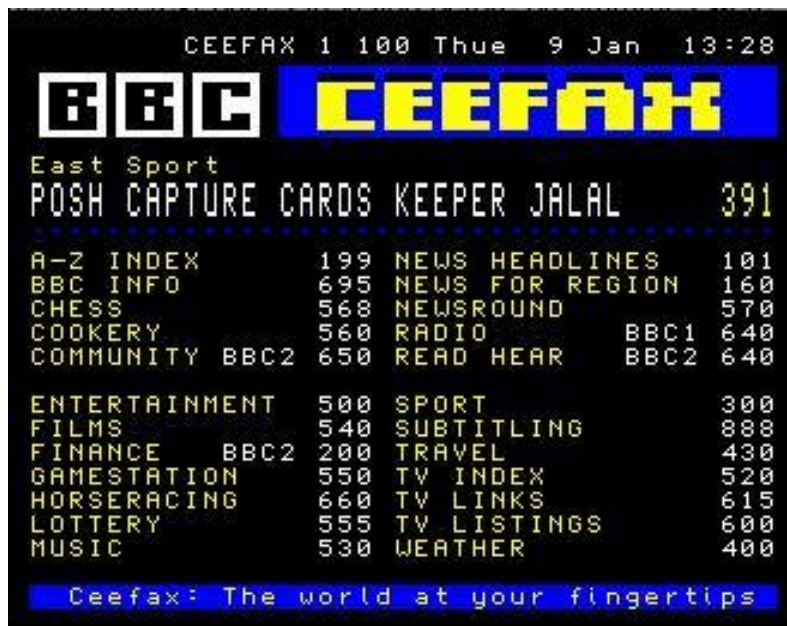 CEEFAX 1 100 Thue 9 Jan 13:28
BBC CEEFAX
East Sport
POSH CAPTURE CARDS KEEPER JALAL 391
A-Z INDEX 199 NEWS HEADLINES 101
BBC INFO 695 NEWS FOR REGION 160
CHESS 568 NEWSROUND 570
COOKERY 560 RADIO BBC1 640
COMMUNITY BBC2 650 READ HEAR BBC2 640
ENTERTAINMENT 500 SPORT 300
FILMS 540 SUBTITLING 888
FINANCE BBC2 200 TRAVEL 430
GAMESTATION 550 TV INDEX 520
HORSERACING 660 TV LINKS 615
LOTTERY 555 TV LISTINGS 600
MUSIC 530 WEATHER 400
Ceefax: The world at your fingertips